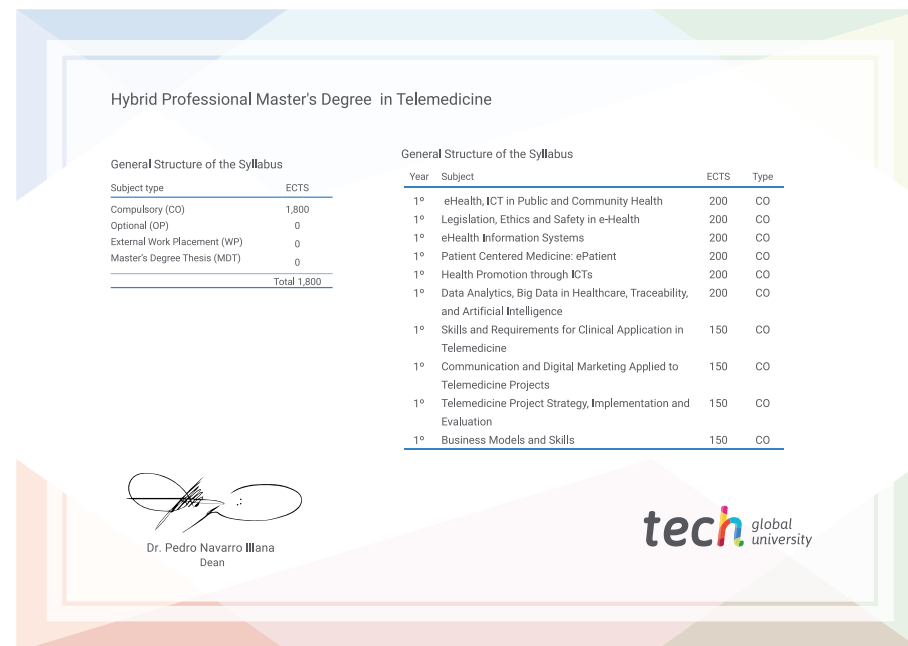 Hybrid Professional Master's Degree in Telemedicine
General Structure of the Syllabus
Subject type ECTS
Compulsory (CO) 1,800
Optional (OP) 0
External Work Placement (WP) 0
Master's Degree Thesis (MDT) 0
Total 1,800
General Structure of the Syllabus
Year Subject ECTS Type
1º eHealth, ICT in Public and Community Health 200 CO
1º Legislation, Ethics and Safety in e-Health 200 CO
1º eHealth Information Systems 200 CO
1º Patient Centered Medicine: ePatient 200 CO
1º Health Promotion through ICTs 200 CO
1º Data Analytics, Big Data in Healthcare, Traceability, 200 CO
and Artificial Intelligence
1º Skills and Requirements for Clinical Application in 150 CO
Telemedicine
1º Communication and Digital Marketing Applied to 150 CO
Telemedicine Projects
1º Telemedicine Project Strategy, Implementation and 150 CO
Evaluation
1º Business Models and Skills 150 CO
Dr. Pedro Navarro Illana
Dean
tech global
university